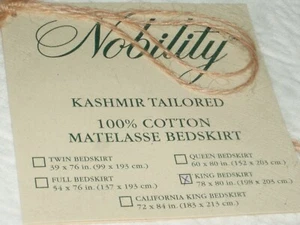 Nobility
KASHMIR TAILORED
100% COTTON
MATELASSE BEDSKIRT
TWIN BEDSKIRT
39 x 76 in. (99 x 193 cm.)
FULL BEDSKIRT
54 x 76 in. (137 x 193 cm.)
QUEEN BEDSKIRT
60 x 80 in. (152 x 203 cm.)
KING BEDSKIRT
78 x 80 in. (198 x 203 cm.)
CALIFORNIA KING BEDSKIRT
72 x 84 in. (183 x 213 cm.)